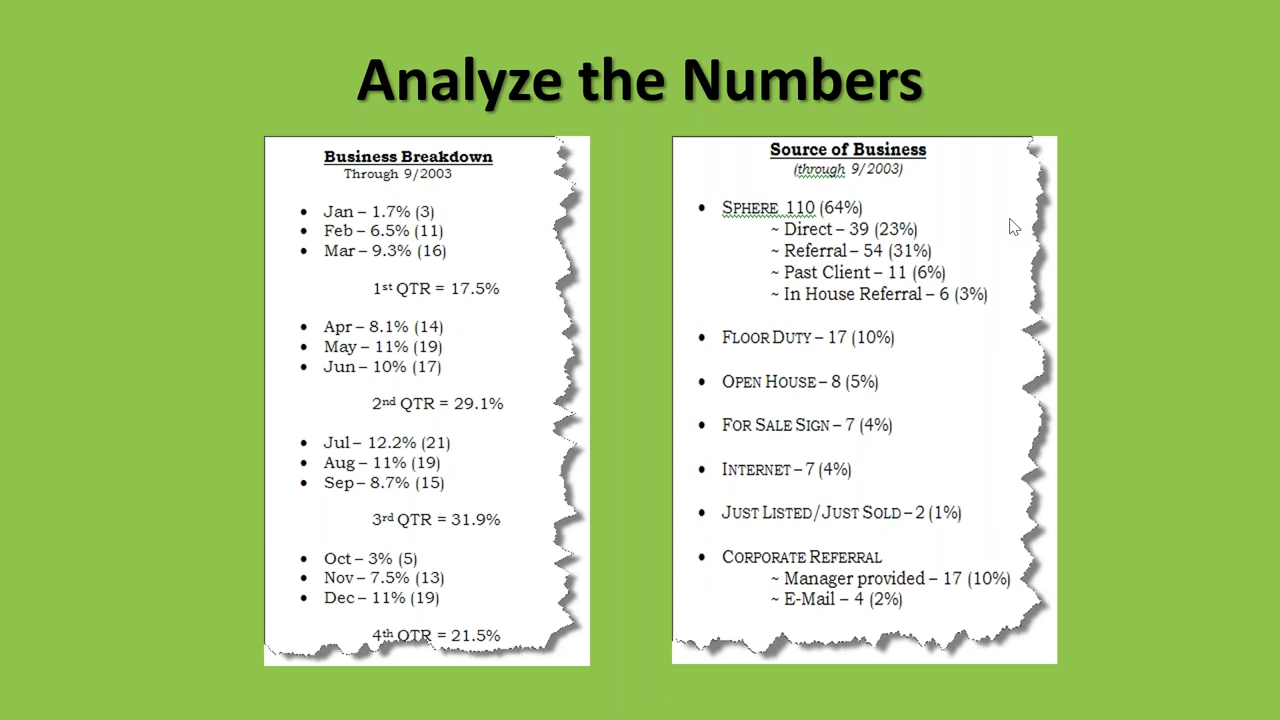 Analyze the Numbers
Business Breakdown
Through 9/2003
• Jan – 1.7% (3)
• Feb – 6.5% (11)
• Mar – 9.3% (16)
1st QTR = 17.5%
• Apr – 8.1% (14)
• May – 11% (19)
• Jun – 10% (17)
2nd QTR = 29.1%
• Jul – 12.2% (21)
• Aug – 11% (19)
• Sep – 8.7% (15)
3rd QTR = 31.9%
• Oct – 3% (5)
• Nov – 7.5% (13)
• Dec – 11% (19)
4th QTR = 21.5%
Source of Business
(through 9/2003)
• SPHERE 110 (64%)
~ Direct – 39 (23%)
~ Referral – 54 (31%)
~ Past Client – 11 (6%)
~ In House Referral – 6 (3%)
• FLOOR DUTY – 17 (10%)
• OPEN HOUSE – 8 (5%)
• FOR SALE SIGN – 7 (4%)
• INTERNET – 7 (4%)
• JUST LISTED/JUST SOLD – 2 (1%)
• CORPORATE REFERRAL
~ Manager provided – 17 (10%)
~ E-Mail – 4 (2%)